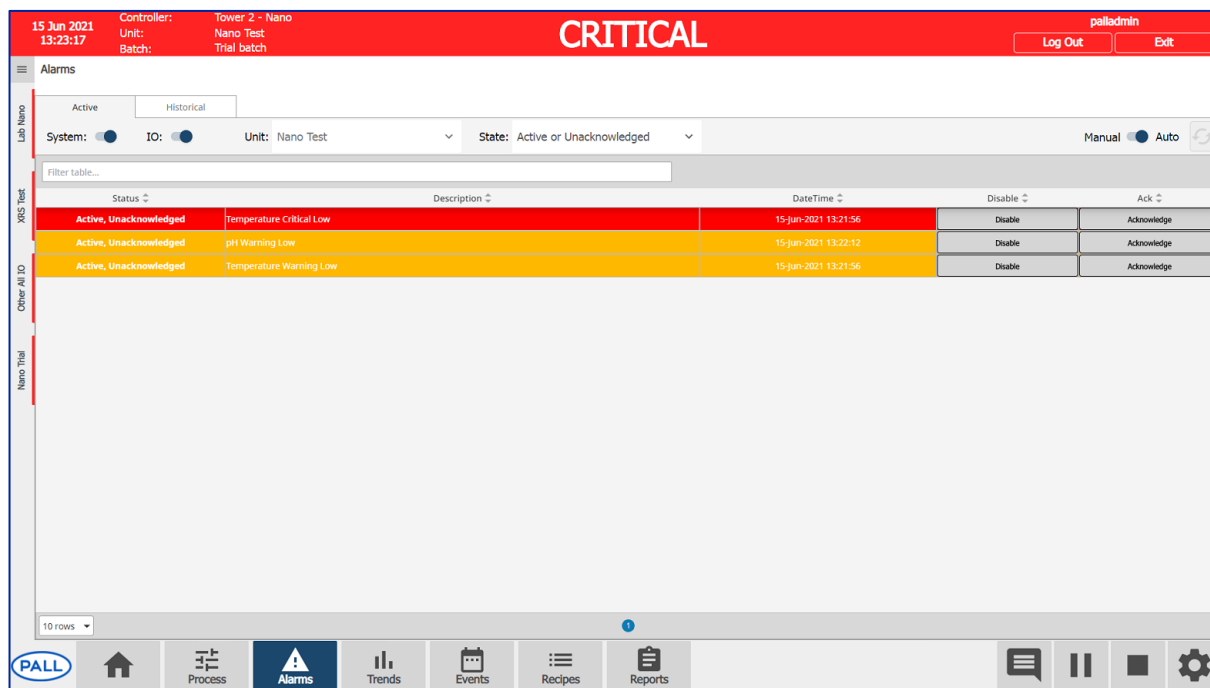 15 Jun 2021
13:23:17
Controller: Tower 2 - Nano
Unit: Nano Test
Batch: Trial batch
CRITICAL
palladmin
Log Out Exit
Alarms
Active Historical
System: IO: Unit: Nano Test State: Active or Unacknowledged Manual Auto
Filter table...
Status Description DateTime Disable Ack
Active, Unacknowledged Temperature Critical Low 15-Jun-2021 13:21:56 Disable Acknowledge
Active, Unacknowledged pH Warning Low 15-Jun-2021 13:22:12 Disable Acknowledge
Active, Unacknowledged Temperature Warning Low 15-Jun-2021 13:21:56 Disable Acknowledge
Lab Nano
XRS Test
Other All IO
Nano Trial
10 rows 1
PALL Process Alarms Trends Events Recipes Reports